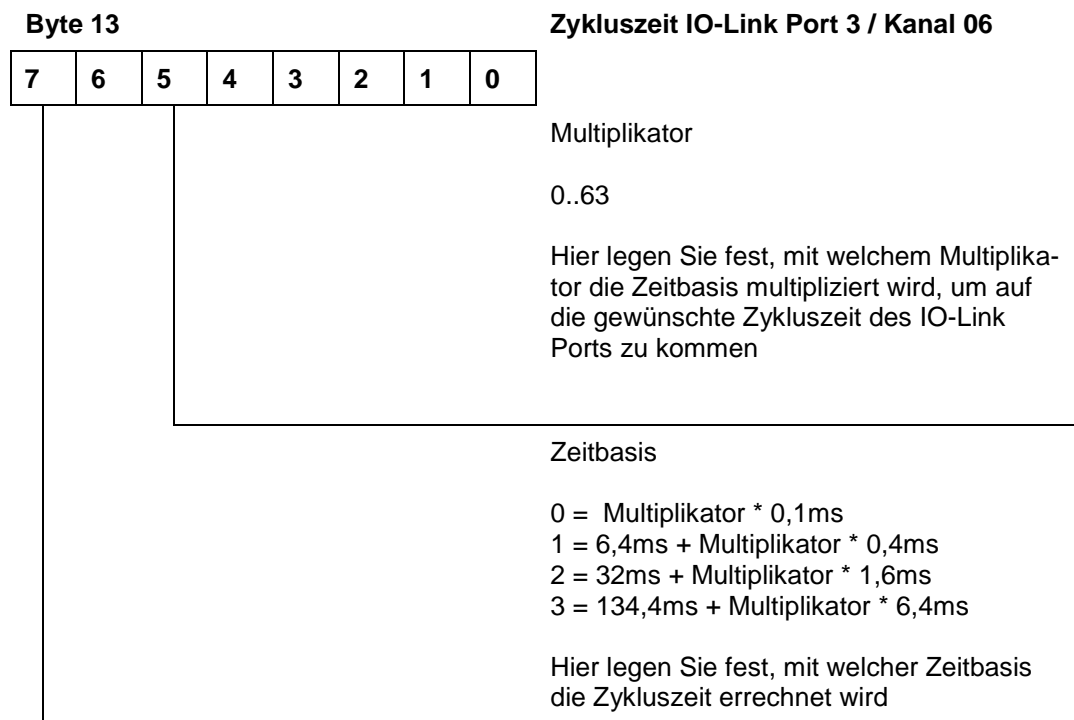 Byte 13 Zykluszeit IO-Link Port 3 / Kanal 06
7 6 5 4 3 2 1 0
Multiplikator
0..63
Hier legen Sie fest, mit welchem Multiplika-
tor die Zeitbasis multipliziert wird, um auf
die gewünschte Zykluszeit des IO-Link
Ports zu kommen
Zeitbasis
0 = Multiplikator * 0,1ms
1 = 6,4ms + Multiplikator * 0,4ms
2 = 32ms + Multiplikator * 1,6ms
3 = 134,4ms + Multiplikator * 6,4ms
Hier legen Sie fest, mit welcher Zeitbasis
die Zykluszeit errechnet wird